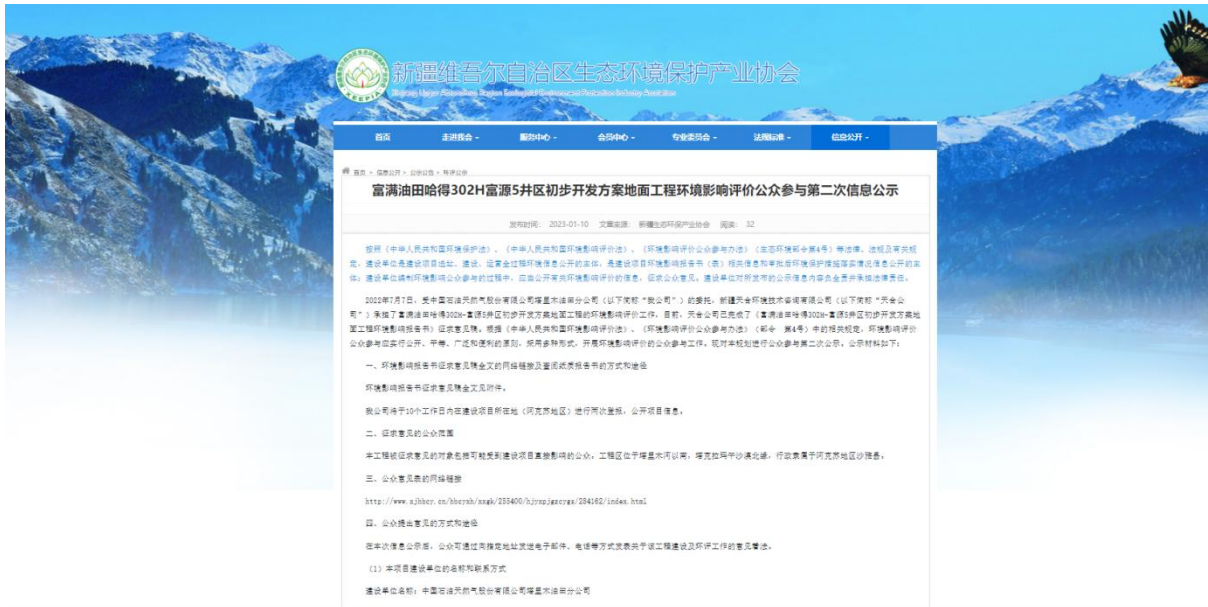 新疆维吾尔自治区生态环境保护产业协会
Xinjiang Uygur Autonomous Region Ecological Environment Protection Industry Association
首页 走进我会 服务中心 会员中心 专业委员会 法规标准 信息公开
首页 > 信息公开 > 公示公告 > 环评公示
富满油田哈得302H富源5井区初步开发方案地面工程环境影响评价公众参与第二次信息公示
发布时间： 2023-01-10 文章来源： 新疆生态环保产业协会 阅读： 32
按照《中华人民共和国环境保护法》、《中华人民共和国环境影响评价法》、《环境影响评价公众参与办法》（生态环境部令第4号）等法律、法规及有关规
定，建设单位是建设项目选址、建设、运营全过程环境信息公开的主体，是建设项目环境影响报告书（表）相关信息和审批后环境保护措施落实情况信息公开的主
体；建设单位编制环境影响公众参与的过程中，应当公开有关环境影响评价的信息，征求公众意见。建设单位对所发布的公示信息内容负全责并承担法律责任。
2022年7月7日，受中国石油天然气股份有限公司塔里木油田分公司（以下简称“我公司”）的委托，新疆天合环境技术咨询有限公司（以下简称“天合公
司”）承担了富满油田哈得302H-富源5井区初步开发方案地面工程的环境影响评价工作，目前，天合公司已完成了《富满油田哈得302H-富源5井区初步开发方案地
面工程环境影响报告书》征求意见稿。根据《中华人民共和国环境影响评价法》、《环境影响评价公众参与办法》（部令 第4号）中的相关规定，环境影响评价
公众参与应实行公开、平等、广泛和便利的原则，采用多种形式，开展环境影响评价的公众参与工作。现对本规划进行公众参与第二次公示，公示材料如下：
一、环境影响报告书征求意见稿全文的网络链接及查阅纸质报告书的方式和途径
环境影响报告书征求意见稿全文见附件。
我公司将于10个工作日内在建设项目所在地（阿克苏地区）进行两次登报，公开项目信息。
二、征求意见的公众范围
本工程被征求意见的对象包括可能受到建设项目直接影响的公众。工程区位于塔里木河以南，塔克拉玛干沙漠北缘，行政隶属于阿克苏地区沙雅县。
三、公众意见表的网络链接
http://www.xjhbcy.cn/hbcyxh/xxgk/255400/hjyxpjgzcygs/284162/index.html
四、公众提出意见的方式和途径
在本次信息公示后，公众可通过向指定地址发送电子邮件、电话等方式发表关于该工程建设及环评工作的意见看法。
（1）本项目建设单位的名称和联系方式
建设单位名称：中国石油天然气股份有限公司塔里木油田分公司